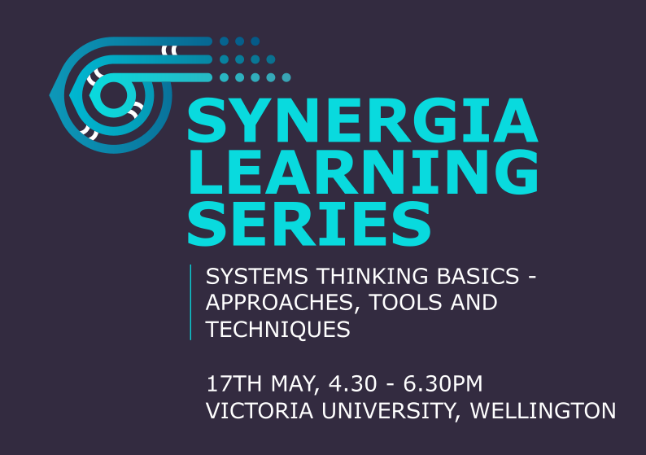 SYNERGIA
LEARNING
SERIES
SYSTEMS THINKING BASICS -
APPROACHES, TOOLS AND
TECHNIQUES
17TH MAY, 4.30 - 6.30PM
VICTORIA UNIVERSITY, WELLINGTON